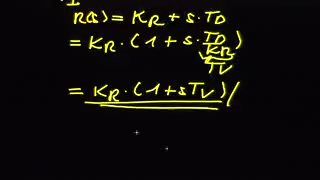 R(s) = K_R + s · T_D
= K_R · (1 + s · T_D/K_R)
T_V
= K_R · (1 + sT_V) /